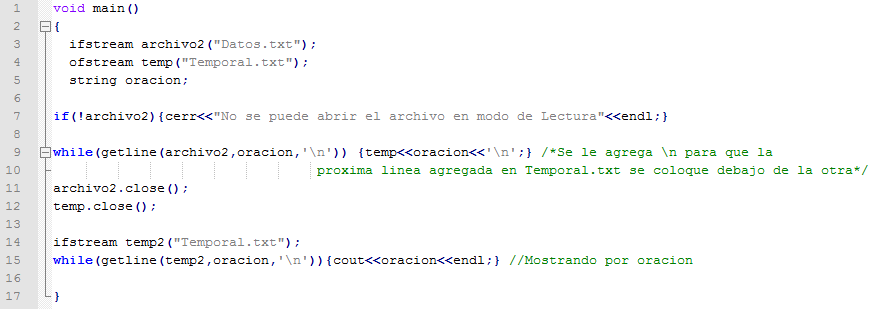 1 void main()
2 {
3 ifstream archivo2("Datos.txt");
4 ofstream temp("Temporal.txt");
5 string oracion;
6
7 if(!archivo2){cerr<<"No se puede abrir el archivo en modo de Lectura"<<endl;}
8
9 while(getline(archivo2,oracion,'\n')) {temp<<oracion<<'\n';} /*Se le agrega \n para que la
10 proxima linea agregada en Temporal.txt se coloque debajo de la otra*/
11 archivo2.close();
12 temp.close();
13
14 ifstream temp2("Temporal.txt");
15 while(getline(temp2,oracion,'\n')){cout<<oracion<<endl;} //Mostrando por oracion
16
17 }